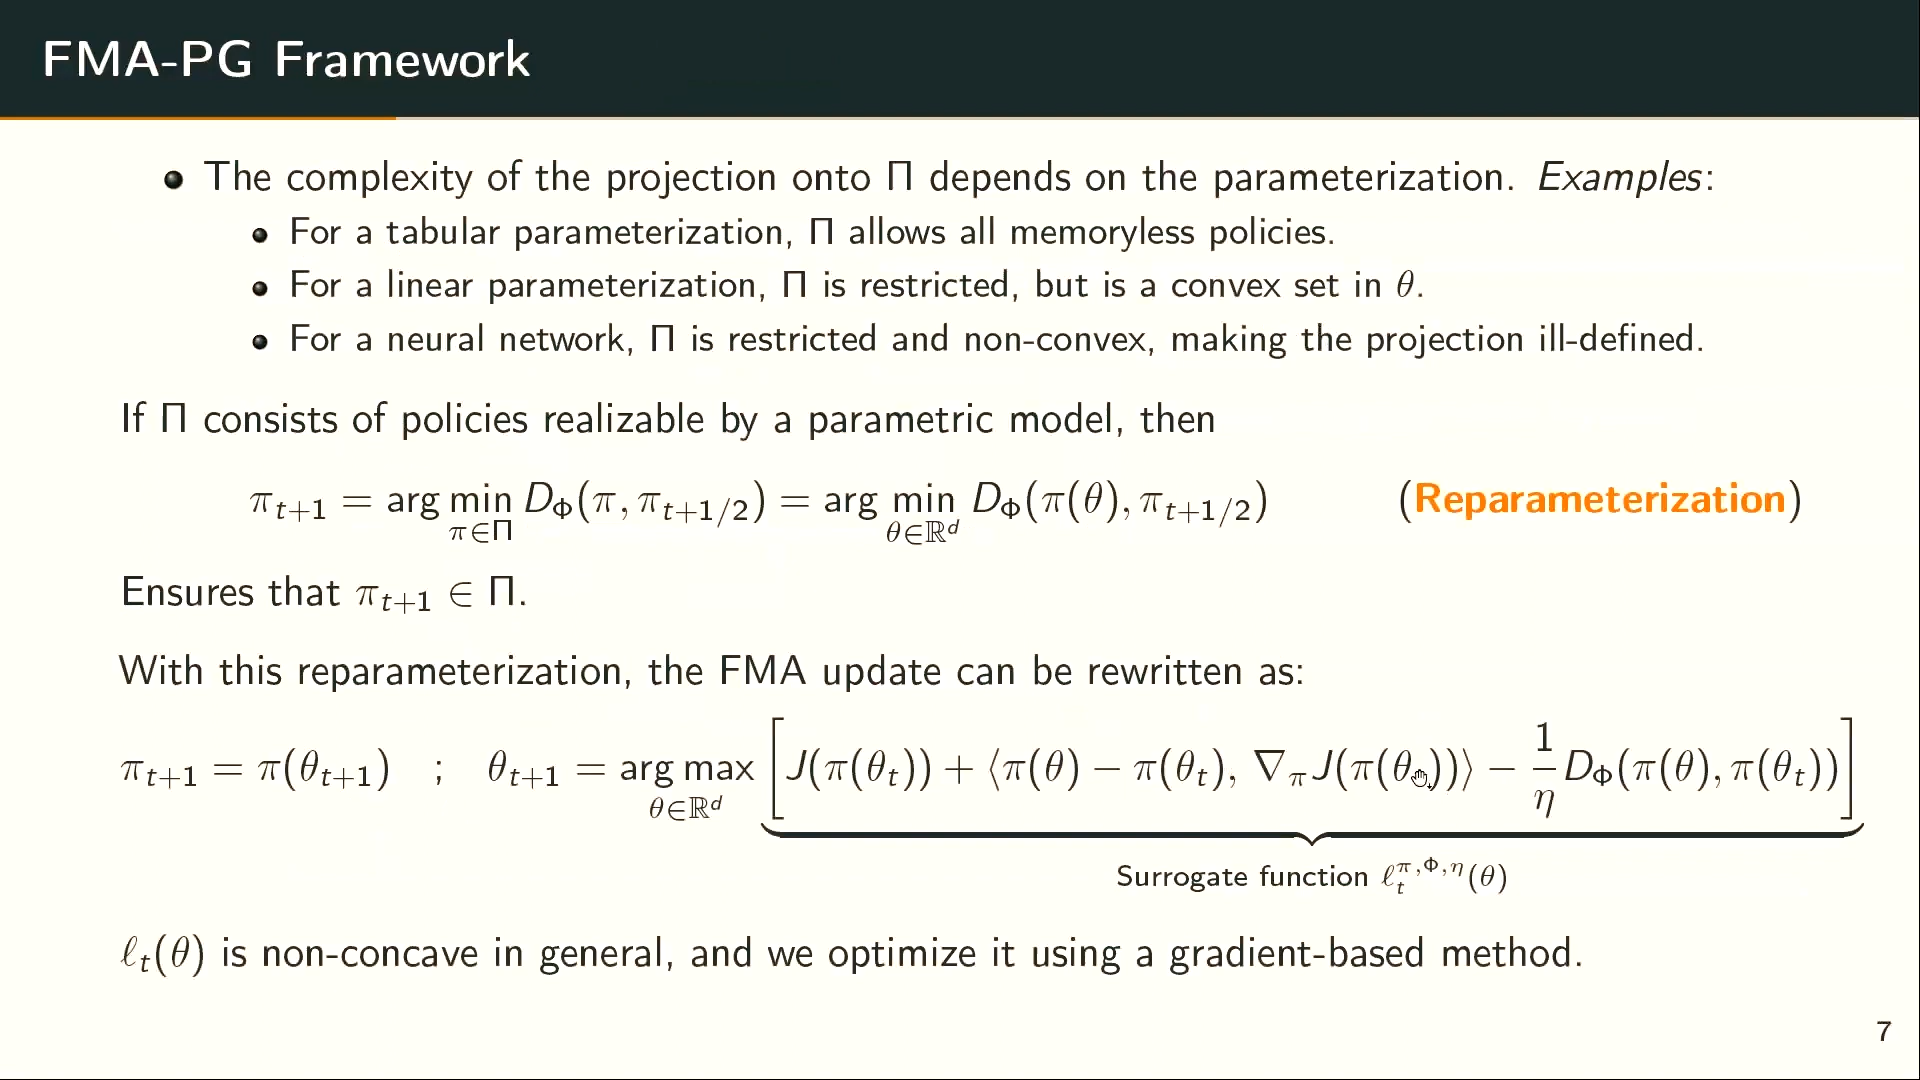 FMA-PG Framework
• The complexity of the projection onto Π depends on the parameterization. Examples:
• For a tabular parameterization, Π allows all memoryless policies.
• For a linear parameterization, Π is restricted, but is a convex set in θ.
• For a neural network, Π is restricted and non-convex, making the projection ill-defined.
If Π consists of policies realizable by a parametric model, then
π_{t+1} = arg min_{π∈Π} D_Φ(π, π_{t+1/2}) = arg min_{θ∈ℝ^d} D_Φ(π(θ), π_{t+1/2}) (Reparameterization)
Ensures that π_{t+1} ∈ Π.
With this reparameterization, the FMA update can be rewritten as:
π_{t+1} = π(θ_{t+1}) ; θ_{t+1} = arg max_{θ∈ℝ^d} [J(π(θ_t)) + ⟨π(θ) − π(θ_t), ∇_π J(π(θ_t))⟩ − 1/η D_Φ(π(θ), π(θ_t))]
Surrogate function ℓ_t^{π,Φ,η}(θ)
ℓ_t(θ) is non-concave in general, and we optimize it using a gradient-based method.
7